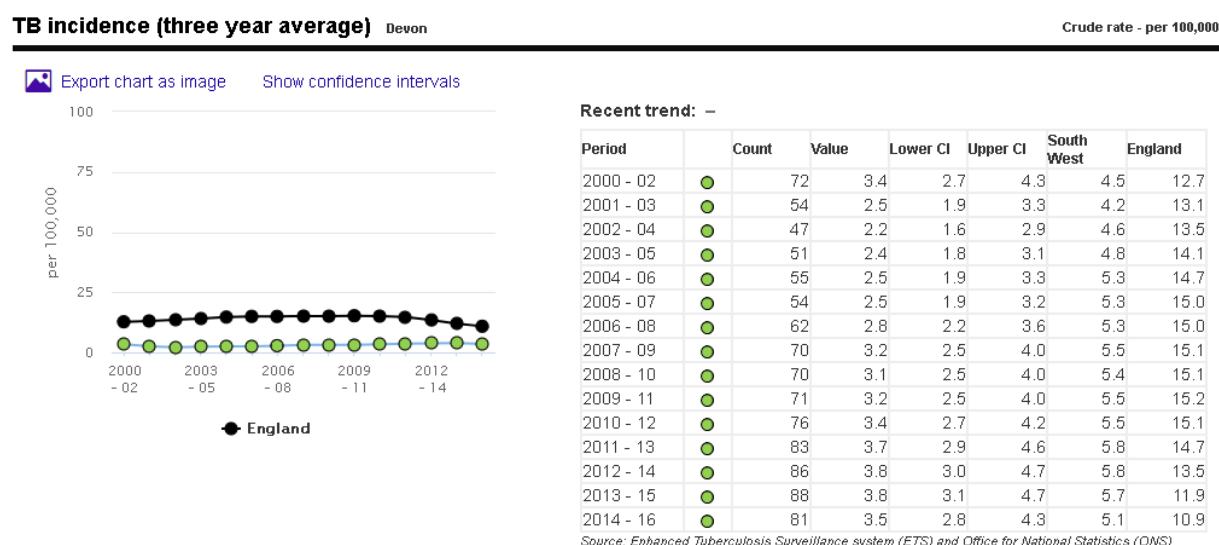 TB incidence (three year average) Devon Crude rate - per 100,000
Export chart as image Show confidence intervals
100
75
50
25
0
per 100,000
2000 - 02
2003 - 05
2006 - 08
2009 - 11
2012 - 14
England
Recent trend: –
Period Count Value Lower CI Upper CI South West England
2000 - 02 72 3.4 2.7 4.3 4.5 12.7
2001 - 03 54 2.5 1.9 3.3 4.2 13.1
2002 - 04 47 2.2 1.6 2.9 4.6 13.5
2003 - 05 51 2.4 1.8 3.1 4.8 14.1
2004 - 06 55 2.5 1.9 3.3 5.3 14.7
2005 - 07 54 2.5 1.9 3.2 5.3 15.0
2006 - 08 62 2.8 2.2 3.6 5.3 15.0
2007 - 09 70 3.2 2.5 4.0 5.5 15.1
2008 - 10 70 3.1 2.5 4.0 5.4 15.1
2009 - 11 71 3.2 2.5 4.0 5.5 15.2
2010 - 12 76 3.4 2.7 4.2 5.5 15.1
2011 - 13 83 3.7 2.9 4.6 5.8 14.7
2012 - 14 86 3.8 3.0 4.7 5.8 13.5
2013 - 15 88 3.8 3.1 4.7 5.7 11.9
2014 - 16 81 3.5 2.8 4.3 5.1 10.9
Source: Enhanced Tuberculosis Surveillance system (ETS) and Office for National Statistics (ONS)